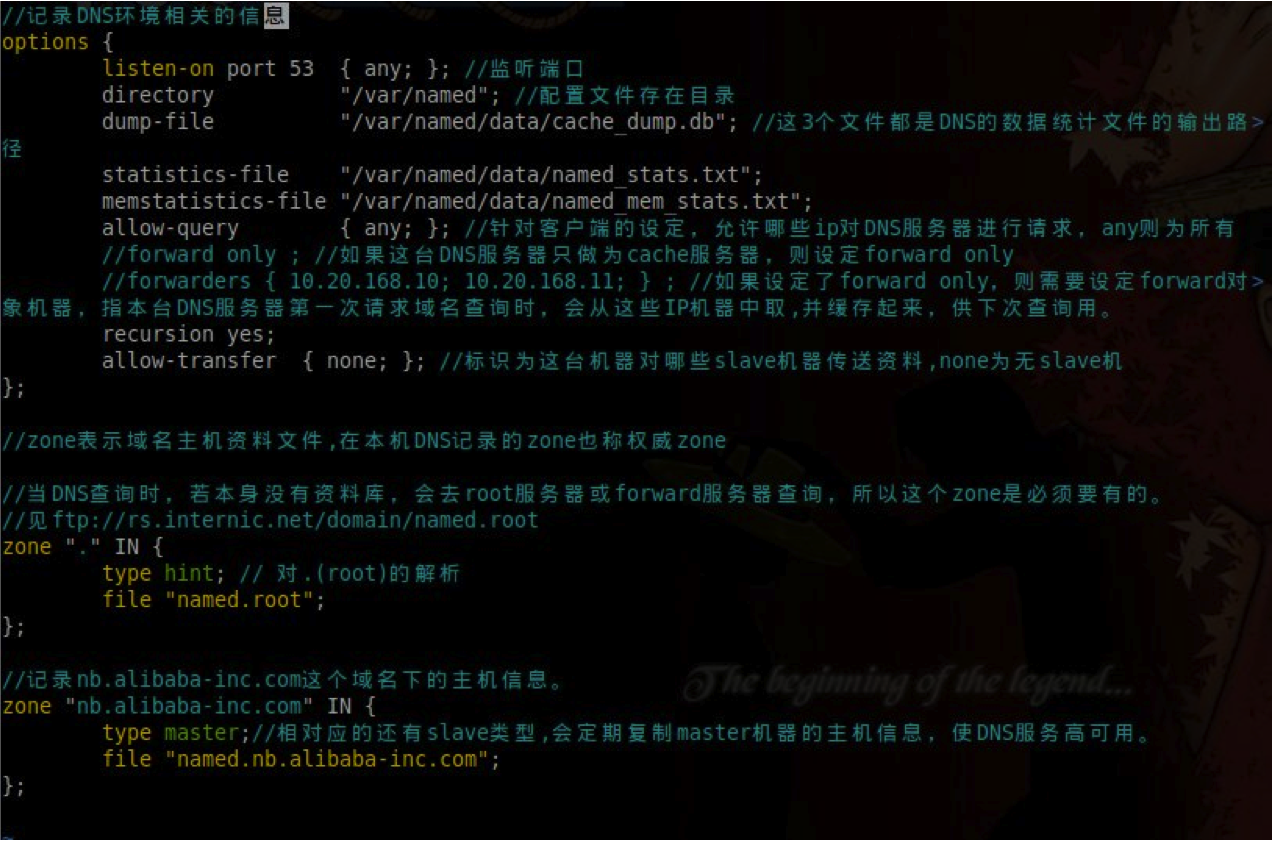 //记录DNS环境相关的信息
options {
        listen-on port 53  { any; }; //监听端口
        directory          "/var/named"; //配置文件存在目录
        dump-file          "/var/named/data/cache_dump.db"; //这3个文件都是DNS的数据统计文件的输出路>
径
        statistics-file    "/var/named/data/named_stats.txt";
        memstatistics-file "/var/named/data/named_mem_stats.txt";
        allow-query        { any; }; //针对客户端的设定，允许哪些ip对DNS服务器进行请求，any则为所有
        //forward only ; //如果这台DNS服务器只做为cache服务器，则设定forward only
        //forwarders { 10.20.168.10; 10.20.168.11; } ; //如果设定了forward only，则需要设定forward对>
象机器，指本台DNS服务器第一次请求域名查询时，会从这些IP机器中取,并缓存起来，供下次查询用。
        recursion yes;
        allow-transfer  { none; }; //标识为这台机器对哪些slave机器传送资料,none为无slave机
};
//zone表示域名主机资料文件,在本机DNS记录的zone也称权威zone
//当DNS查询时，若本身没有资料库，会去root服务器或forward服务器查询，所以这个zone是必须要有的。
//见ftp://rs.internic.net/domain/named.root
zone "." IN {
        type hint; // 对.(root)的解析
        file "named.root";
};
//记录nb.alibaba-inc.com这个域名下的主机信息。
The beginning of the legend...
zone "nb.alibaba-inc.com" IN {
        type master;//相对应的还有slave类型,会定期复制master机器的主机信息，使DNS服务高可用。
        file "named.nb.alibaba-inc.com";
};
~